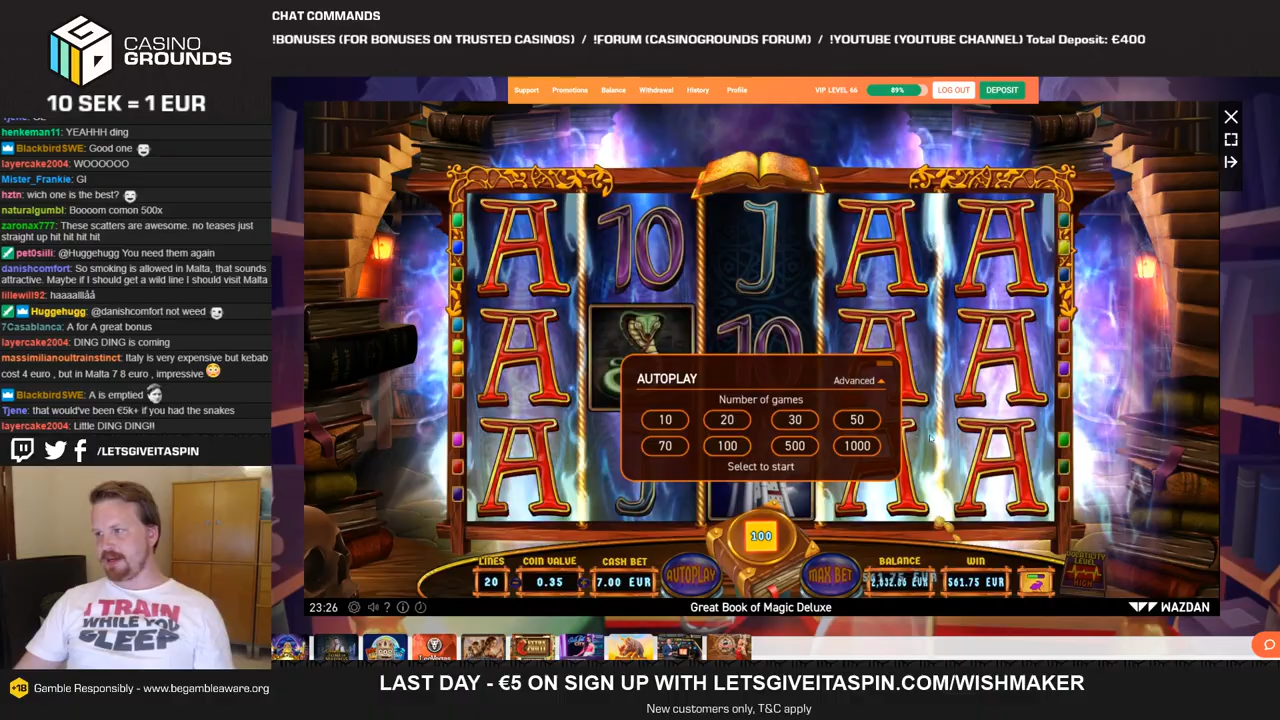 CHAT COMMANDS
!BONUSES (FOR BONUSES ON TRUSTED CASINOS) / !FORUM (CASINOGROUNDS FORUM) / !YOUTUBE (YOUTUBE CHANNEL) Total Deposit: €400
CASINO
GROUNDS
10 SEK = 1 EUR
henkeman11: YEAHHH ding
BlackbirdSWE: Good one
layercake2004: WOOOOOO
Mister_Frankie: GI
hztn: wich one is the best?
naturalgumbl: Boooom comon 500x
zaronax777: These scatters are awesome. no teases just
straight up hit hit hit hit
pet0siili: @Huggehugg You need them again
danishcomfort: So smoking is allowed in Malta, that sounds
attractive. Maybe if I should get a wild line I should visit Malta
lillewill92: haaaallåå
Huggehugg: @danishcomfort not weed
7Casablanca: A for A great bonus
layercake2004: DING DING is coming
massimilianoultrainstinct: Italy is very expensive but kebab
cost 4 euro , but in Malta 7 8 euro , impressive
BlackbirdSWE: A is emptied
Tjene: that would've been €5k+ if you had the snakes
layercake2004: Little DING DING!!
/LETSGIVEITASPIN
Support Promotions Balance Withdrawal History Profile VIP LEVEL 66 89% LOG OUT DEPOSIT
A 10 J A A
A 10 A A
A J A A
AUTOPLAY Advanced
Number of games
10 20 30 50
70 100 500 1000
Select to start
100
LINES COIN VALUE CASH BET AUTOPLAY MAX BET BALANCE WIN
20 0.35 7.00 EUR 561.75 EUR
VOLATILITY
LEVEL
HIGH
23:26 ? Great Book of Magic Deluxe WAZDAN
I TRAIN
WHILE YOU
SLEEP
LeoVegas
+18 Gamble Responsibly - www.begambleaware.org
LAST DAY - €5 ON SIGN UP WITH LETSGIVEITASPIN.COM/WISHMAKER
New customers only, T&C apply